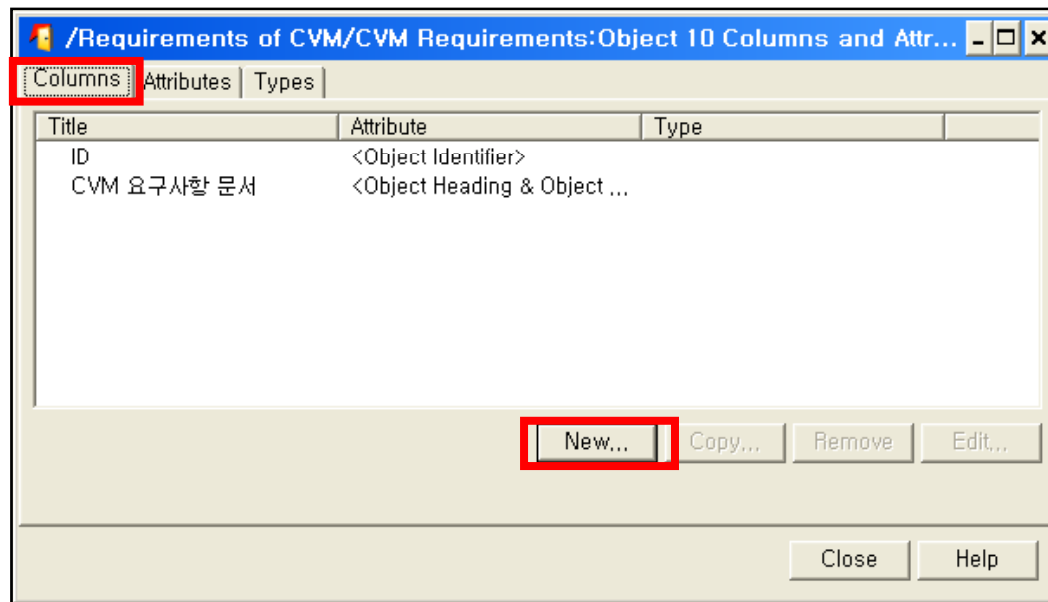 /Requirements of CVM/CVM Requirements:Object 10 Columns and Attr...
Columns Attributes Types
Title Attribute Type
ID <Object Identifier>
CVM 요구사항 문서 <Object Heading & Object ...
New... Copy... Remove Edit...
Close Help